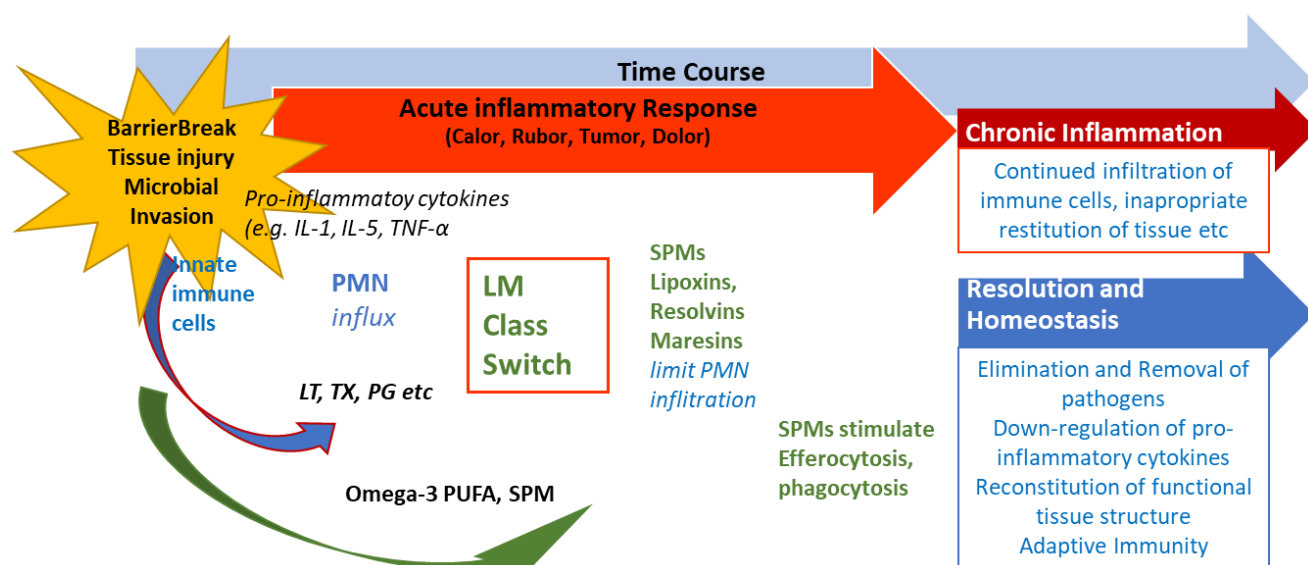 Time Course
Acute inflammatory Response
(Calor, Rubor, Tumor, Dolor)
BarrierBreak
Tissue injury
Microbial
Invasion
Pro-inflammatoy cytokines
(e.g. IL-1, IL-5, TNF-α
Innate
immune
cells
PMN
influx
LM
Class
Switch
SPMs
Lipoxins,
Resolvins
Maresins
limit PMN
inflitration
LT, TX, PG etc
SPMs stimulate
Efferocytosis,
phagocytosis
Omega-3 PUFA, SPM
Chronic Inflammation
Continued infiltration of
immune cells, inapropriate
restitution of tissue etc
Resolution and
Homeostasis
Elimination and Removal of
pathogens
Down-regulation of pro-
inflammatory cytokines
Reconstitution of functional
tissue structure
Adaptive Immunity